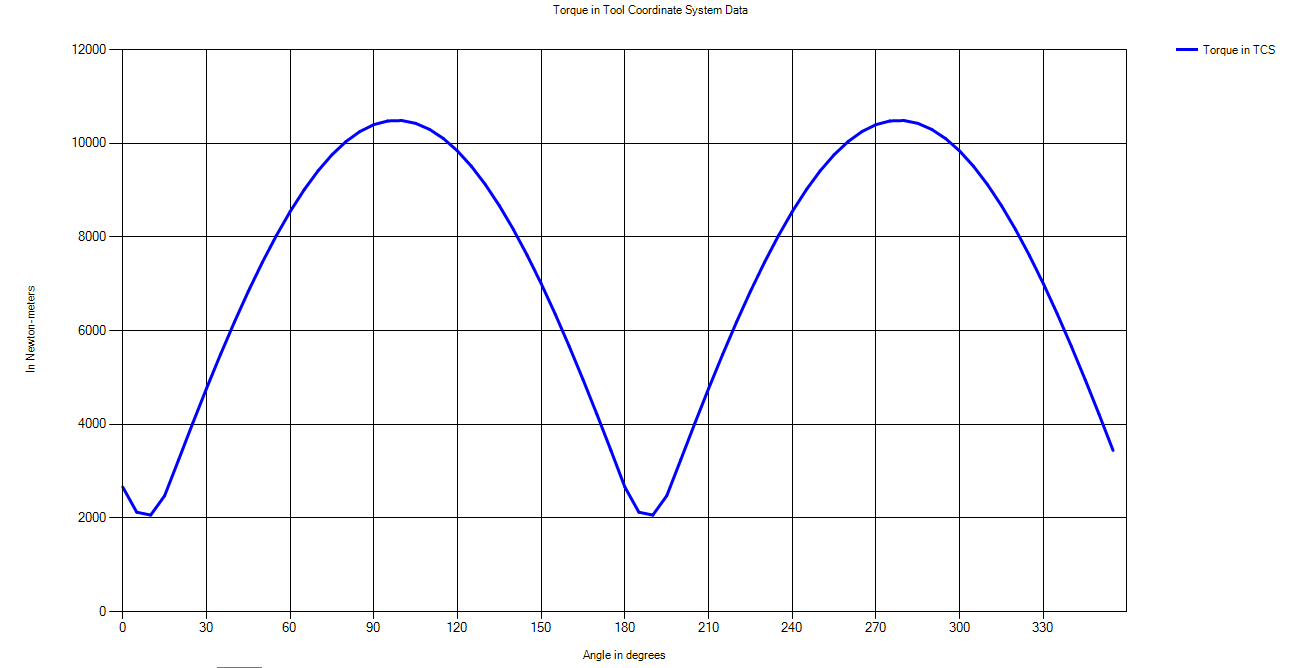 Torque in Tool Coordinate System Data
Torque in TCS
12000
10000
8000
6000
4000
2000
0
In Newton-meters
0 30 60 90 120 150 180 210 240 270 300 330
Angle in degrees